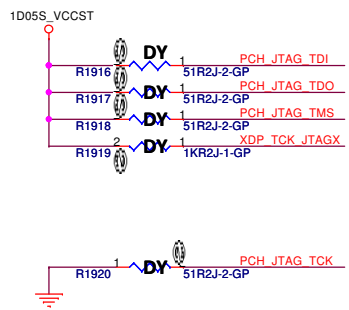 1D05S_VCCST
DY 1 PCH_JTAG_TDI
R1916 51R2J-2-GP
DY 1 PCH_JTAG_TDO
R1917 51R2J-2-GP
DY 1 PCH_JTAG_TMS
R1918 51R2J-2-GP
2 DY 1 XDP_TCK_JTAGX
R1919 1KR2J-1-GP
1 DY PCH_JTAG_TCK
R1920 51R2J-2-GP